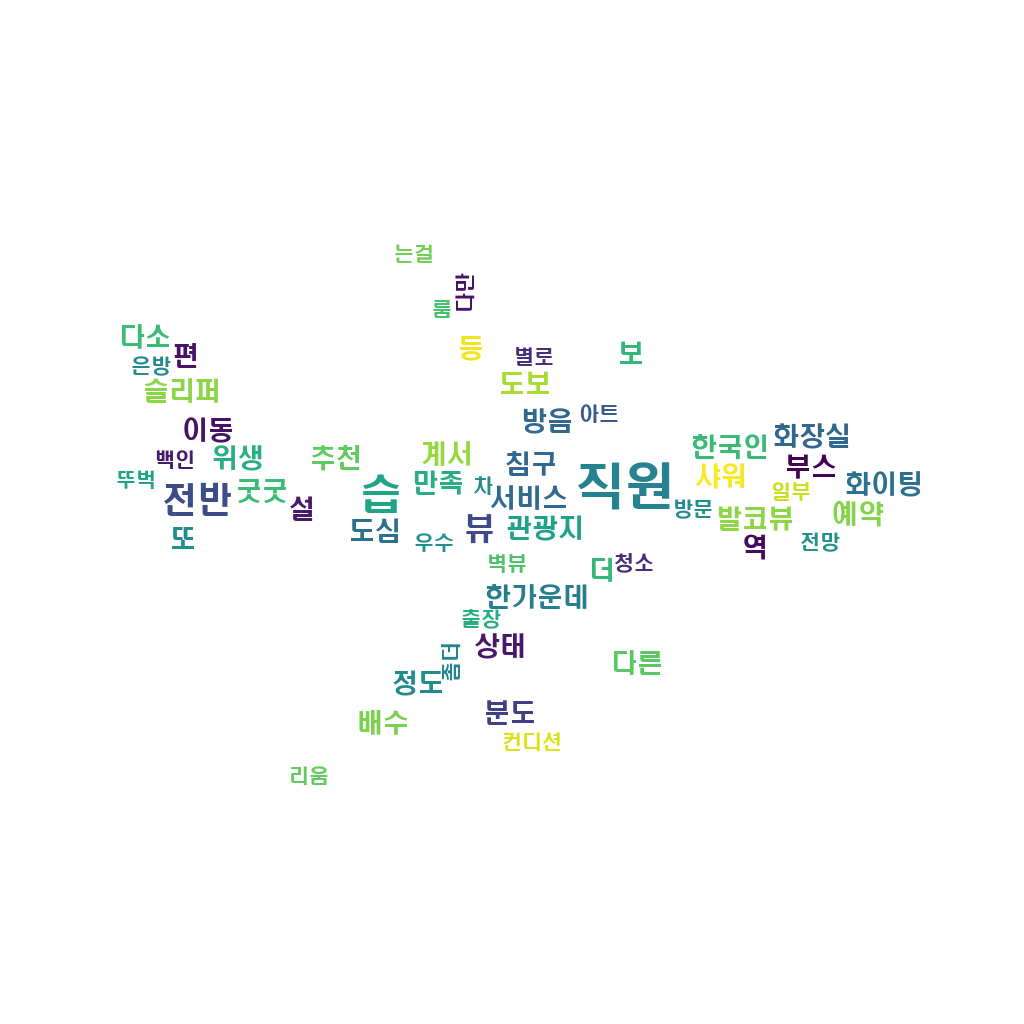 는걸
다힌
룸
다소
편
등
별로
보
은방
슬리퍼
도보
이동
방음
아트
화장실
한국인
백인
위생
추천
계서
침구
부스
뚜벅
전반
굿굿
설
습
만족
차
서비스
직원
샤워
일부
화이팅
또
도심
우수
뷰
관광지
방문
발코뷰
예약
역
전망
벽뷰
더
청소
한가운데
출장
상태
좀더
다른
정도
배수
분도
컨디션
리움